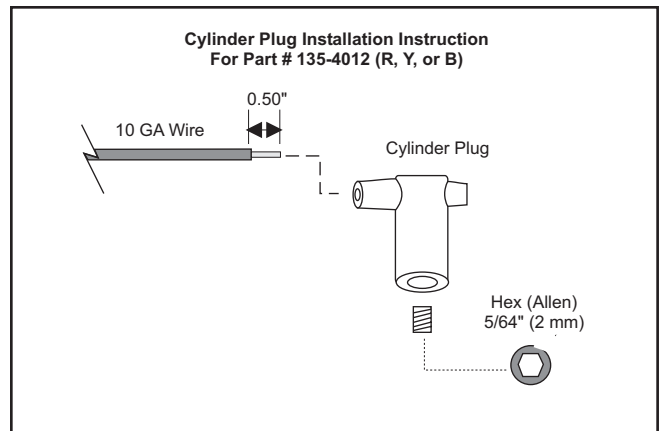 Cylinder Plug Installation Instruction
For Part # 135-4012 (R, Y, or B)
0.50"
10 GA Wire
Cylinder Plug
Hex (Allen)
5/64" (2 mm)